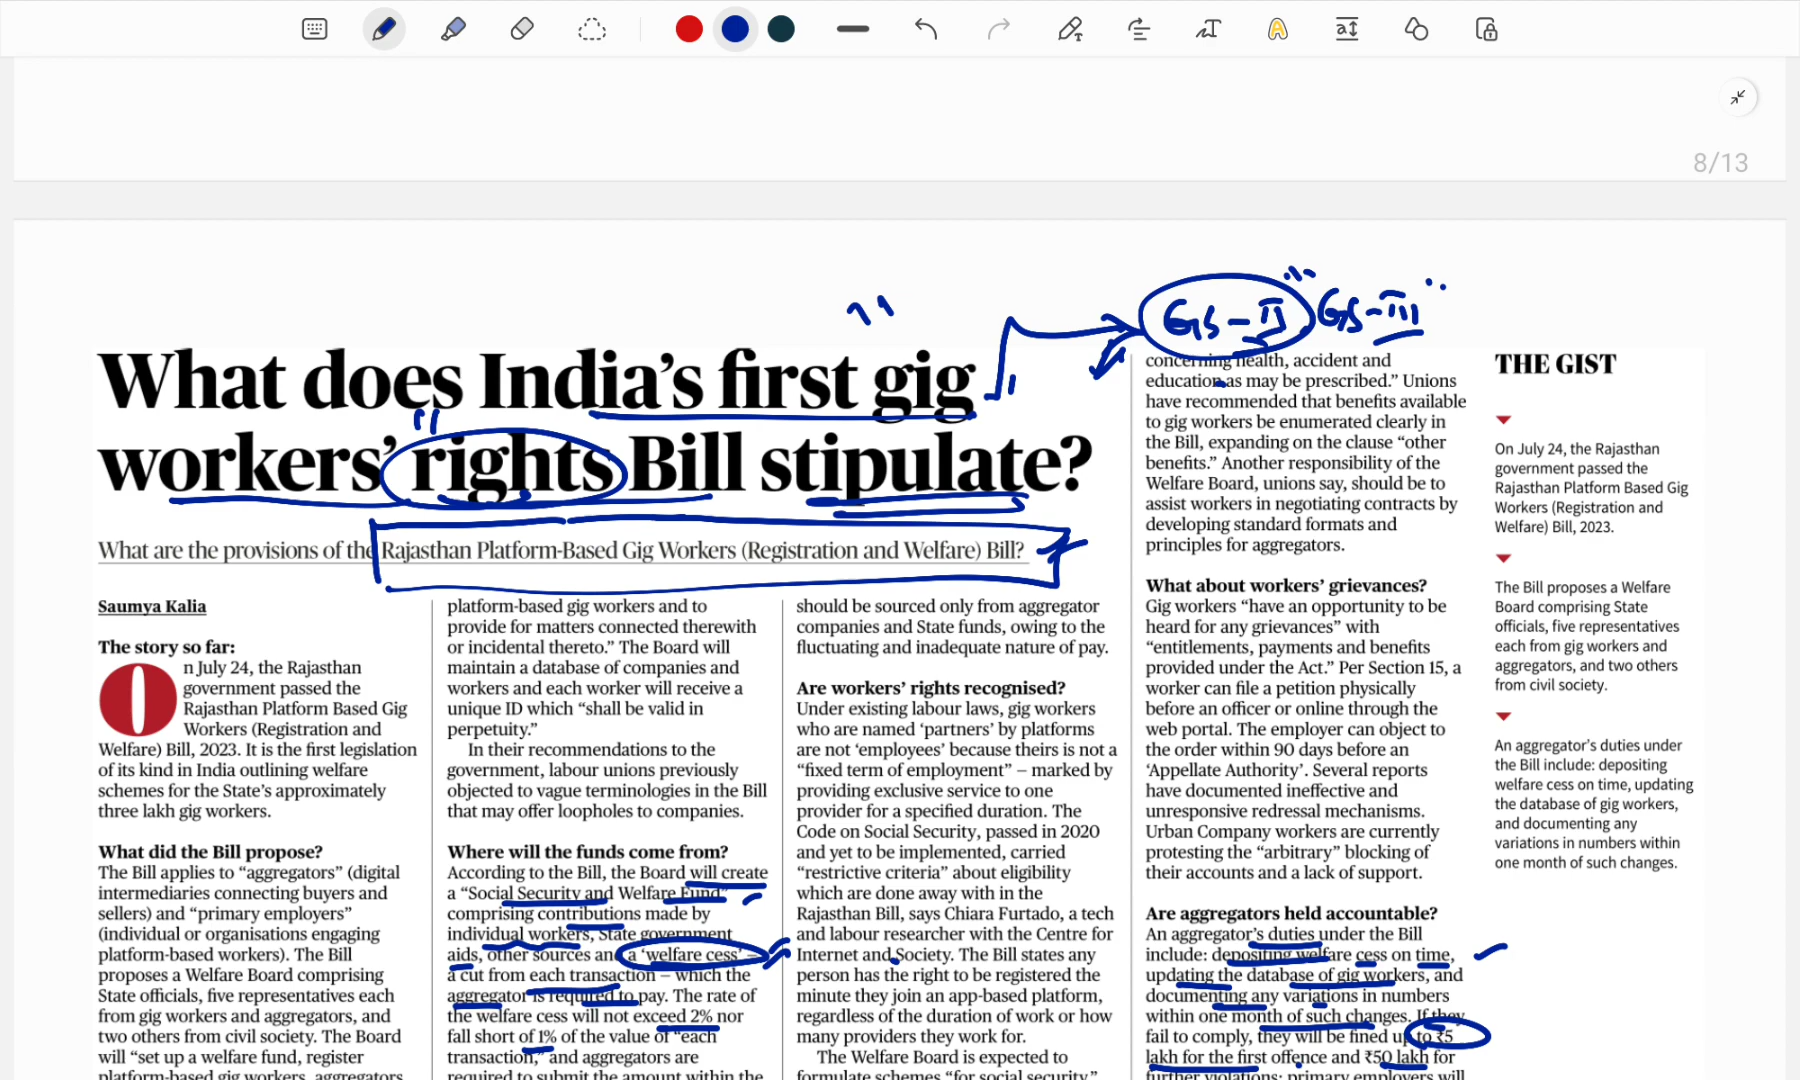 8/13
GS-II GS-III
What does India's first gig
workers' rights Bill stipulate?
What are the provisions of the Rajasthan Platform-Based Gig Workers (Registration and Welfare) Bill?
Saumya Kalia
The story so far:
On July 24, the Rajasthan
government passed the
Rajasthan Platform Based Gig
Workers (Registration and
Welfare) Bill, 2023. It is the first legislation
of its kind in India outlining welfare
schemes for the State's approximately
three lakh gig workers.
What did the Bill propose?
The Bill applies to “aggregators” (digital
intermediaries connecting buyers and
sellers) and “primary employers”
(individual or organisations engaging
platform-based workers). The Bill
proposes a Welfare Board comprising
State officials, five representatives each
from gig workers and aggregators, and
two others from civil society. The Board
will “set up a welfare fund, register
platform-based gig workers, aggregators
platform-based gig workers and to
provide for matters connected therewith
or incidental thereto.” The Board will
maintain a database of companies and
workers and each worker will receive a
unique ID which “shall be valid in
perpetuity.”
In their recommendations to the
government, labour unions previously
objected to vague terminologies in the Bill
that may offer loopholes to companies.
Where will the funds come from?
According to the Bill, the Board will create
a “Social Security and Welfare Fund”
comprising contributions made by
individual workers, State government
aids, other sources and a ‘welfare cess’ –
a cut from each transaction – which the
aggregator is required to pay. The rate of
the welfare cess will not exceed 2% nor
fall short of 1% of the value of “each
transaction,” and aggregators are
required to submit the amount within the
should be sourced only from aggregator
companies and State funds, owing to the
fluctuating and inadequate nature of pay.
Are workers' rights recognised?
Under existing labour laws, gig workers
who are named ‘partners’ by platforms
are not ‘employees’ because theirs is not a
“fixed term of employment” – marked by
providing exclusive service to one
provider for a specified duration. The
Code on Social Security, passed in 2020
and yet to be implemented, carried
“restrictive criteria” about eligibility
which are done away with in the
Rajasthan Bill, says Chiara Furtado, a tech
and labour researcher with the Centre for
Internet and Society. The Bill states any
person has the right to be registered the
minute they join an app-based platform,
regardless of the duration of work or how
many providers they work for.
The Welfare Board is expected to
formulate schemes “for social security,”
concerning health, accident and
education as may be prescribed.” Unions
have recommended that benefits available
to gig workers be enumerated clearly in
the Bill, expanding on the clause “other
benefits.” Another responsibility of the
Welfare Board, unions say, should be to
assist workers in negotiating contracts by
developing standard formats and
principles for aggregators.
What about workers' grievances?
Gig workers “have an opportunity to be
heard for any grievances” with
“entitlements, payments and benefits
provided under the Act.” Per Section 15, a
worker can file a petition physically
before an officer or online through the
web portal. The employer can object to
the order within 90 days before an
‘Appellate Authority’. Several reports
have documented ineffective and
unresponsive redressal mechanisms.
Urban Company workers are currently
protesting the “arbitrary” blocking of
their accounts and a lack of support.
Are aggregators held accountable?
An aggregator's duties under the Bill
include: depositing welfare cess on time,
updating the database of gig workers, and
documenting any variations in numbers
within one month of such changes. If they
fail to comply, they will be fined up to ₹5
lakh for the first offence and ₹50 lakh for
further violations; primary employers will
THE GIST
On July 24, the Rajasthan
government passed the
Rajasthan Platform Based Gig
Workers (Registration and
Welfare) Bill, 2023.
The Bill proposes a Welfare
Board comprising State
officials, five representatives
each from gig workers and
aggregators, and two others
from civil society.
An aggregator's duties under
the Bill include: depositing
welfare cess on time, updating
the database of gig workers,
and documenting any
variations in numbers within
one month of such changes.